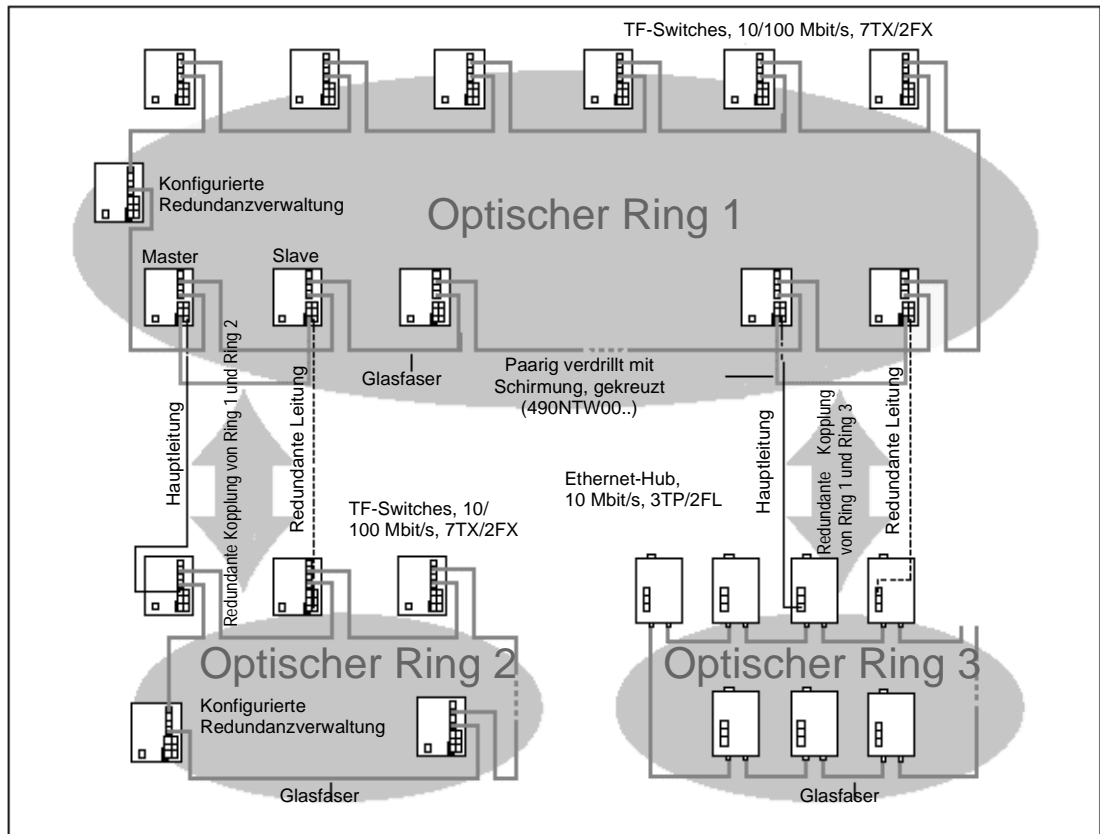 TF-Switches, 10/100 Mbit/s, 7TX/2FX
Konfigurierte
Redundanzverwaltung
Optischer Ring 1
Master
Slave
Glasfaser
Paarig verdrillt mit
Schirmung, gekreuzt
(490NTW00..)
Hauptleitung
Redundante Kopplung von Ring 1 und Ring 2
Redundante Leitung
Hauptleitung
Redundante Kopplung
von Ring 1 und Ring 3
Redundante Leitung
Ethernet-Hub,
10 Mbit/s, 3TP/2FL
TF-Switches, 10/
100 Mbit/s, 7TX/2FX
Optischer Ring 2
Konfigurierte
Redundanzverwaltung
Glasfaser
Optischer Ring 3
Glasfaser